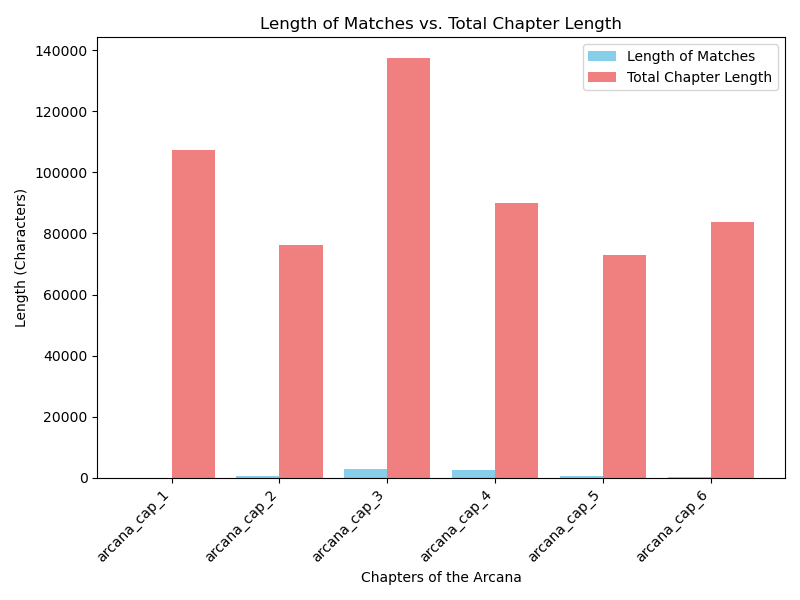 Length of Matches vs. Total Chapter Length
Length of Matches
Total Chapter Length
Length (Characters)
140000
120000
100000
80000
60000
40000
20000
0
arcana_cap_1
arcana_cap_2
arcana_cap_3
arcana_cap_4
arcana_cap_5
arcana_cap_6
Chapters of the Arcana